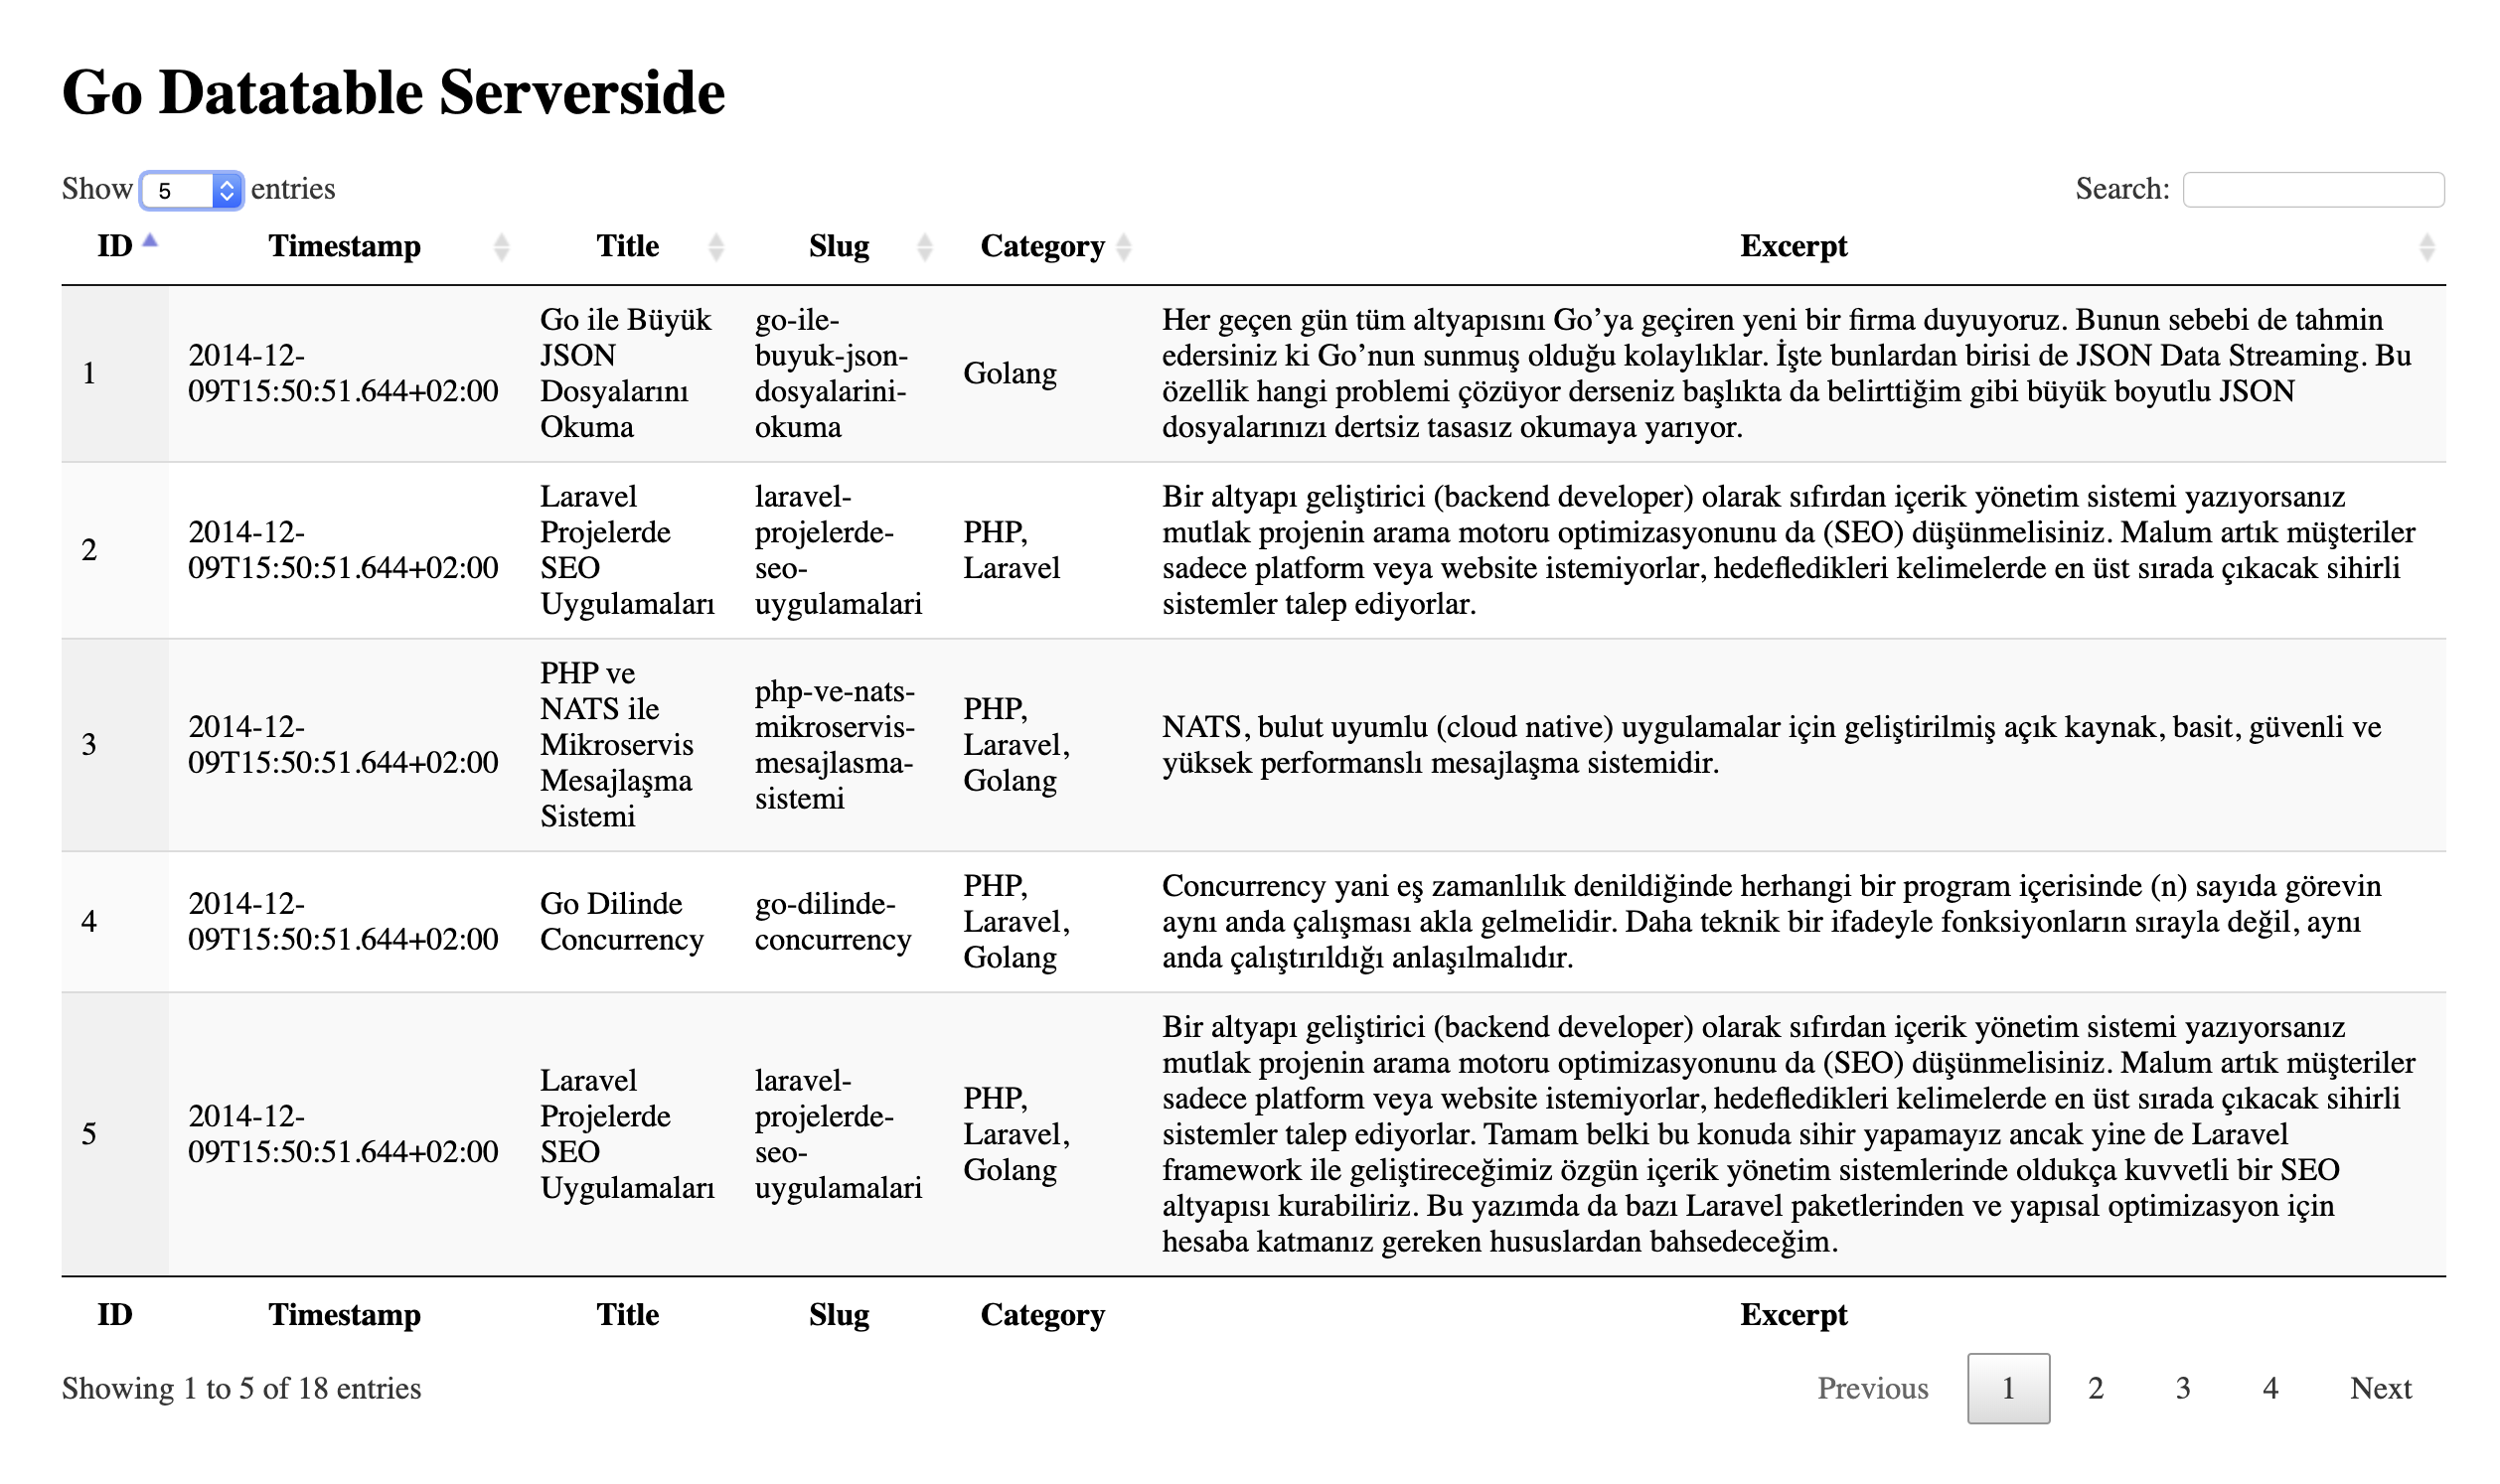 Go Datatable Serverside
Show 5 entries
Search:
ID Timestamp Title Slug Category Excerpt
1
2014-12-
09T15:50:51.644+02:00
Go ile Büyük
JSON
Dosyalarını
Okuma
go-ile-
buyuk-json-
dosyalarini-
okuma
Golang
Her geçen gün tüm altyapısını Go’ya geçiren yeni bir firma duyuyoruz. Bunun sebebi de tahmin
edersiniz ki Go’nun sunmuş olduğu kolaylıklar. İşte bunlardan birisi de JSON Data Streaming. Bu
özellik hangi problemi çözüyor derseniz başlıkta da belirttiğim gibi büyük boyutlu JSON
dosyalarınızı dertsiz tasasız okumaya yarıyor.
2
2014-12-
09T15:50:51.644+02:00
Laravel
Projelerde
SEO
Uygulamaları
laravel-
projelerde-
seo-
uygulamalari
PHP,
Laravel
Bir altyapı geliştirici (backend developer) olarak sıfırdan içerik yönetim sistemi yazıyorsanız
mutlak projenin arama motoru optimizasyonunu da (SEO) düşünmelisiniz. Malum artık müşteriler
sadece platform veya website istemiyorlar, hedefledikleri kelimelerde en üst sırada çıkacak sihirli
sistemler talep ediyorlar.
3
2014-12-
09T15:50:51.644+02:00
PHP ve
NATS ile
Mikroservis
Mesajlaşma
Sistemi
php-ve-nats-
mikroservis-
mesajlasma-
sistemi
PHP,
Laravel,
Golang
NATS, bulut uyumlu (cloud native) uygulamalar için geliştirilmiş açık kaynak, basit, güvenli ve
yüksek performanslı mesajlaşma sistemidir.
4
2014-12-
09T15:50:51.644+02:00
Go Dilinde
Concurrency
go-dilinde-
concurrency
PHP,
Laravel,
Golang
Concurrency yani eş zamanlılık denildiğinde herhangi bir program içerisinde (n) sayıda görevin
aynı anda çalışması akla gelmelidir. Daha teknik bir ifadeyle fonksiyonların sırayla değil, aynı
anda çalıştırıldığı anlaşılmalıdır.
5
2014-12-
09T15:50:51.644+02:00
Laravel
Projelerde
SEO
Uygulamaları
laravel-
projelerde-
seo-
uygulamalari
PHP,
Laravel,
Golang
Bir altyapı geliştirici (backend developer) olarak sıfırdan içerik yönetim sistemi yazıyorsanız
mutlak projenin arama motoru optimizasyonunu da (SEO) düşünmelisiniz. Malum artık müşteriler
sadece platform veya website istemiyorlar, hedefledikleri kelimelerde en üst sırada çıkacak sihirli
sistemler talep ediyorlar. Tamam belki bu konuda sihir yapamayız ancak yine de Laravel
framework ile geliştireceğimiz özgün içerik yönetim sistemlerinde oldukça kuvvetli bir SEO
altyapısı kurabiliriz. Bu yazımda da bazı Laravel paketlerinden ve yapısal optimizasyon için
hesaba katmanız gereken hususlardan bahsedeceğim.
ID Timestamp Title Slug Category Excerpt
Showing 1 to 5 of 18 entries
Previous 1 2 3 4 Next